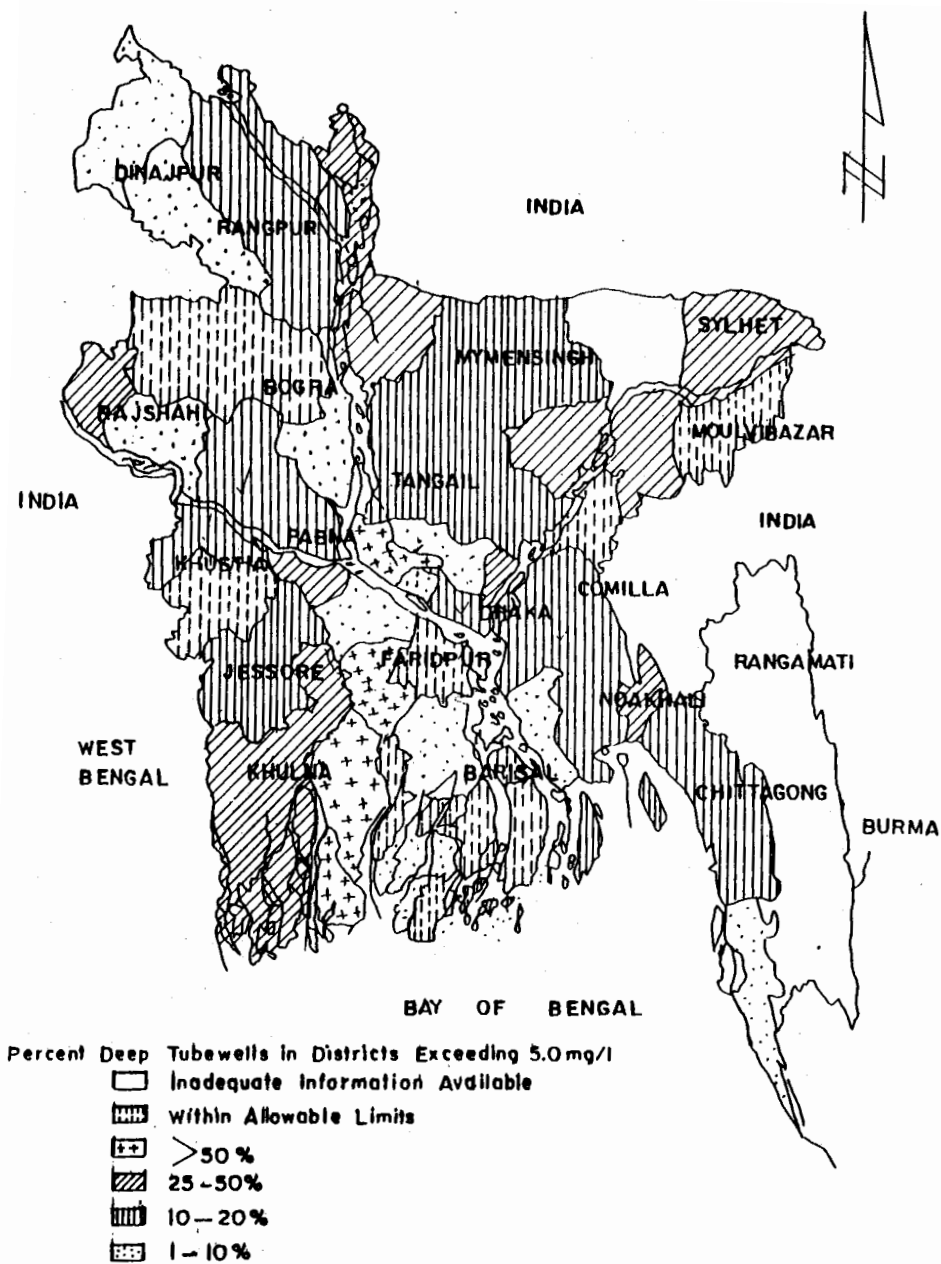 DINAJPUR
RANGPUR
INDIA
SYLHET
MYMENSINGH
BOGRA
RAJSHAHI
MOULVIBAZAR
TANGAIL
INDIA
INDIA
PABNA
KHUSTIA
COMILLA
DHAKA
FARIDPUR
RANGAMATI
JESSORE
NOAKHALI
WEST
BENGAL
KHULNA
BARISAL
CHITTAGONG
BURMA
BAY OF BENGAL
Percent Deep Tubewells in Districts Exceeding 5.0 mg/l
Inadequate Information Available
Within Allowable Limits
>50 %
25-50%
10-20%
1-10%